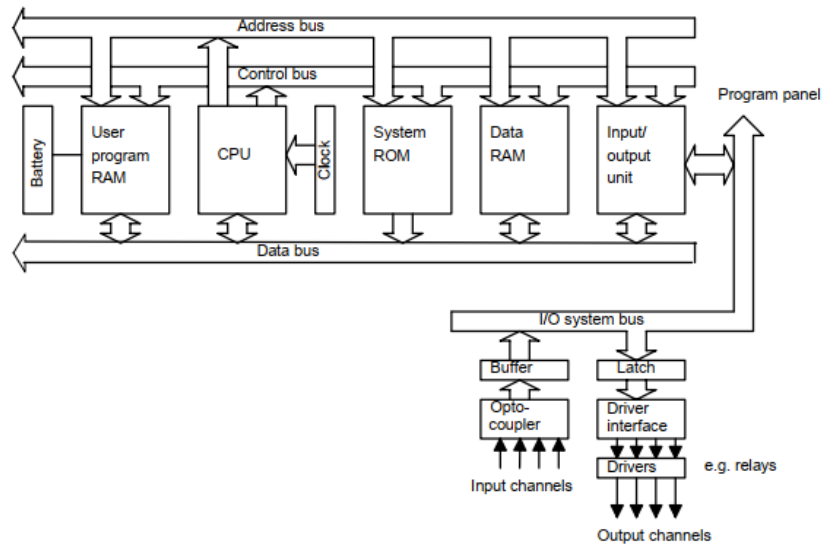 Address bus
Control bus
Program panel
Battery
User
program
RAM
CPU
Clock
System
ROM
Data
RAM
Input/
output
unit
Data bus
I/O system bus
Buffer
Latch
Opto-
coupler
Driver
interface
Drivers
e.g. relays
Input channels
Output channels